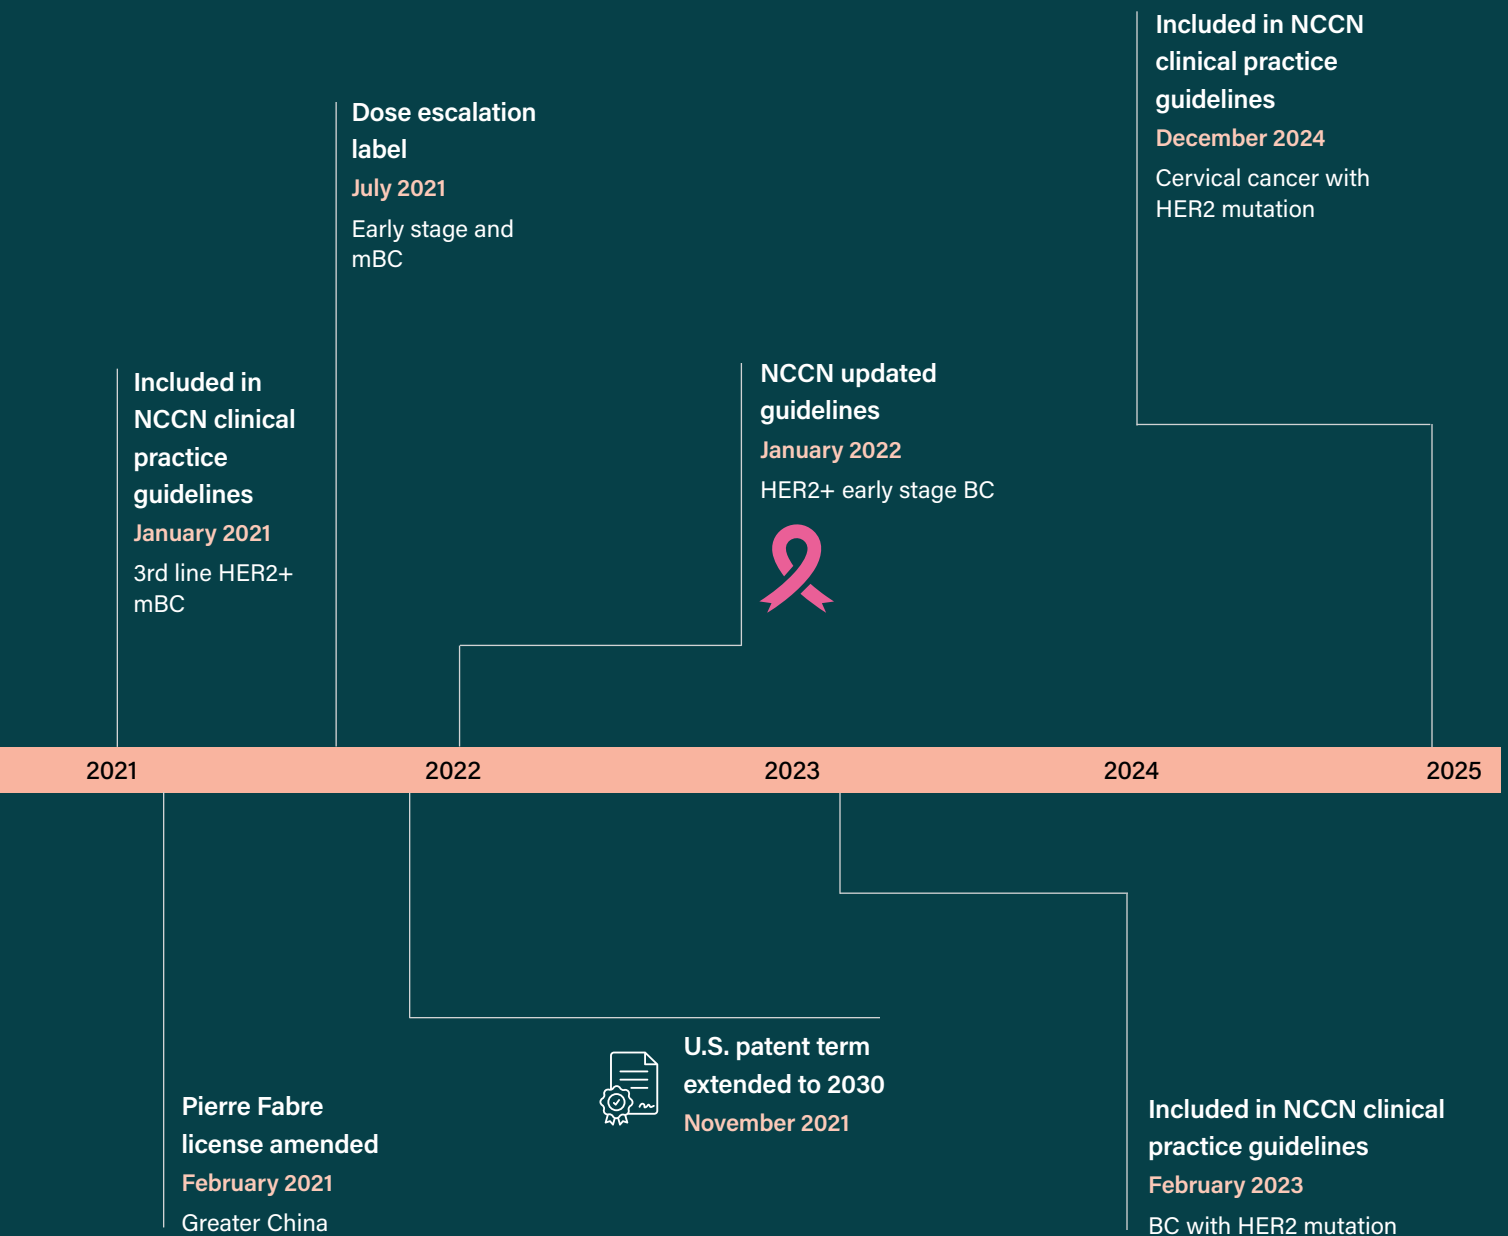 Included in NCCN
clinical practice
guidelines
December 2024
Cervical cancer with
HER2 mutation
Dose escalation
label
July 2021
Early stage and
mBC
Included in
NCCN clinical
practice
guidelines
January 2021
3rd line HER2+
mBC
NCCN updated
guidelines
January 2022
HER2+ early stage BC
2021
2022
2023
2024
2025
Pierre Fabre
license amended
February 2021
Greater China
U.S. patent term
extended to 2030
November 2021
Included in NCCN clinical
practice guidelines
February 2023
BC with HER2 mutation